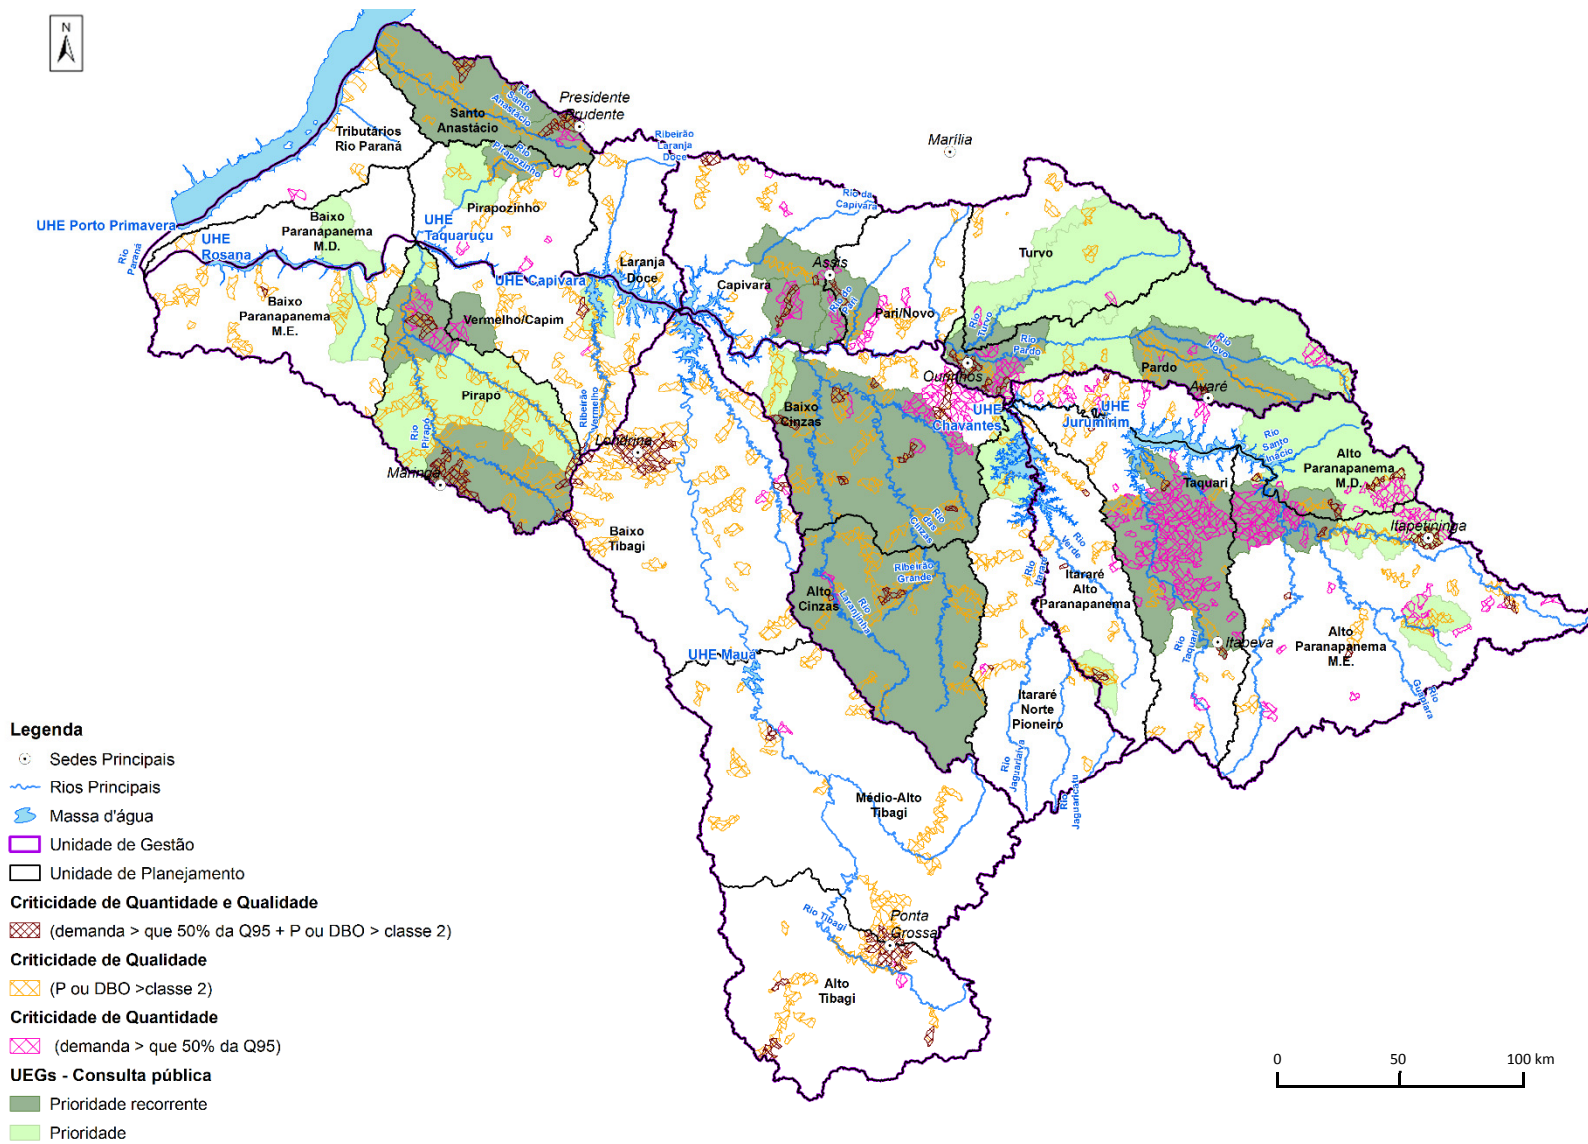 N
Presidente
Prudente
Rio
Santo
Anastácio
Santo
Anastácio
Tributários
Rio Paraná
Rio
Pirapozinho
Ribeirão
Laranja
Doce
Marília
Rio da
Capivara
UHE Porto Primavera
Baixo
Paranapanema
M.D.
Pirapozinho
UHE
Taquaruçu
UHE
Rosana
Rio
Paraná
Turvo
Assis
Laranja
Doce
UHE Capivara
Capivara
Rio do
Pari
Pari/Novo
Baixo
Paranapanema
M.E.
Vermelho/Capim
Rio
Turvo
Rio
Pardo
Rio
Novo
Pardo
Ourinhos
Avaré
Pirapó
Rio
Pirapó
Ribeirão
Vermelho
Baixo
Cinzas
UHE
Chavantes
UHE
Jurumirim
Londrina
Rio
Santo
Inácio
Alto
Paranapanema
M.D.
Maringá
Taquari
Itapetininga
Rio
das
Cinzas
Baixo
Tibagi
Rio
Verde
Rio
Itararé
Ribeirão
Grande
Itararé
Alto
Paranapanema
Alto
Cinzas
Rio
Laranjinha
Rio
Taquari
Itapeva
Alto
Paranapanema
M.E.
UHE Mauá
Itararé
Norte
Pioneiro
Rio
Guapiara
Rio
Jaguariaíva
Rio
Jaguaricatu
Médio-Alto
Tibagi
Ponta
Grossa
Rio Tibagi
Alto
Tibagi
Legenda
Sedes Principais
Rios Principais
Massa d'água
Unidade de Gestão
Unidade de Planejamento
Criticidade de Quantidade e Qualidade
(demanda > que 50% da Q95 + P ou DBO > classe 2)
Criticidade de Qualidade
(P ou DBO >classe 2)
Criticidade de Quantidade
(demanda > que 50% da Q95)
UEGs - Consulta pública
Prioridade recorrente
Prioridade
0 50 100 km